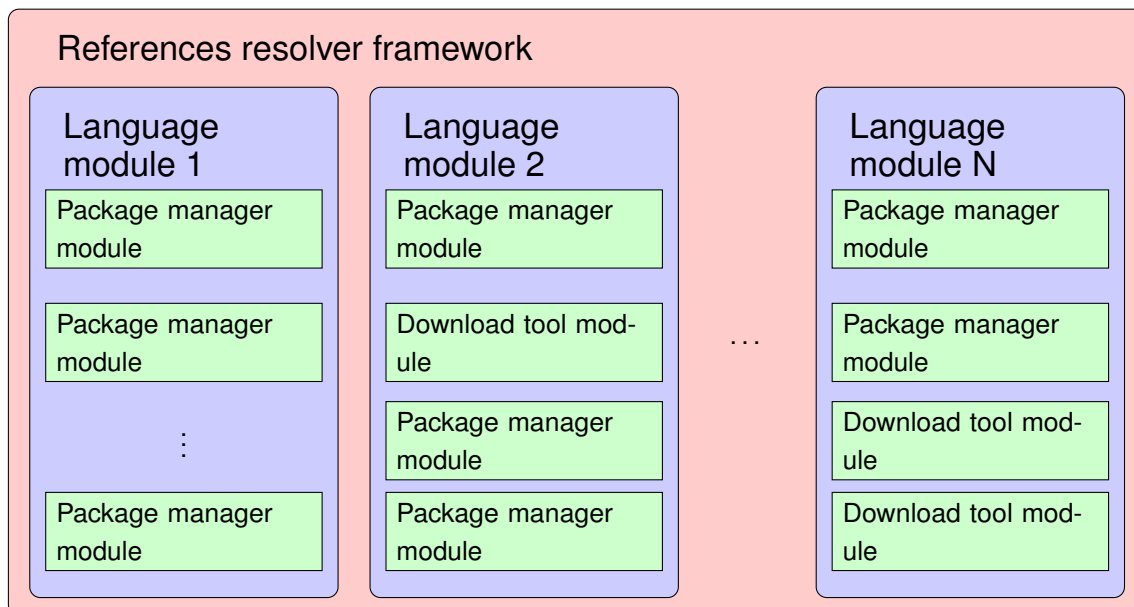 References resolver framework
Language
module 1
Package manager
module
Package manager
module
⋮
Package manager
module
Language
module 2
Package manager
module
Download tool mod-
ule
Package manager
module
Package manager
module
...
Language
module N
Package manager
module
Package manager
module
Download tool mod-
ule
Download tool mod-
ule